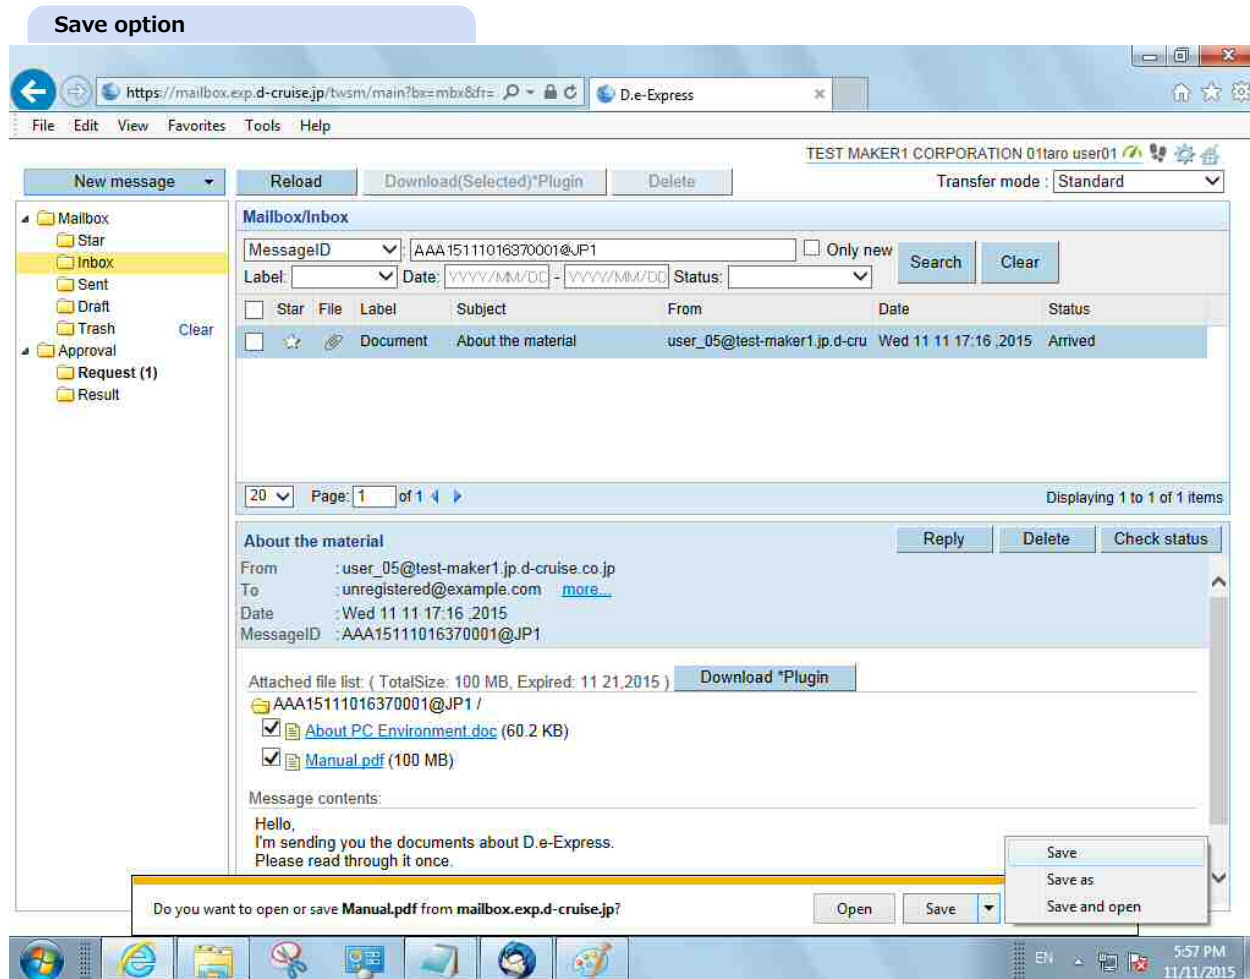 Save option
https://mailbox.exp.d-cruise.jp/twsm/main?bx=mbx&fr=
D.e-Express
File Edit View Favorites Tools Help
TEST MAKER1 CORPORATION 01taro user01
New message Reload Download(Selected)*Plugin Delete Transfer mode : Standard
Mailbox
Star
Inbox
Sent
Draft
Trash Clear
Approval
Request (1)
Result
Mailbox/Inbox
MessageID : AAA15111016370001@JP1 Only new Search Clear
Label: Date: YYYY/MM/DD - YYYY/MM/DD Status:
Star File Label Subject From Date Status
Document About the material user_05@test-maker1.jp.d-cru Wed 11 11 17:16 ,2015 Arrived
20 Page: 1 of 1 Displaying 1 to 1 of 1 items
About the material Reply Delete Check status
From : user_05@test-maker1.jp.d-cruise.co.jp
To : unregistered@example.com more...
Date : Wed 11 11 17:16 ,2015
MessageID : AAA15111016370001@JP1
Attached file list: ( TotalSize: 100 MB, Expired: 11 21,2015 ) Download *Plugin
AAA15111016370001@JP1 /
About PC Environment.doc (60.2 KB)
Manual.pdf (100 MB)
Message contents:
Hello,
I'm sending you the documents about D.e-Express.
Please read through it once.
Save
Save as
Save and open
Do you want to open or save Manual.pdf from mailbox.exp.d-cruise.jp? Open Save
EN 5:57 PM
11/11/2015